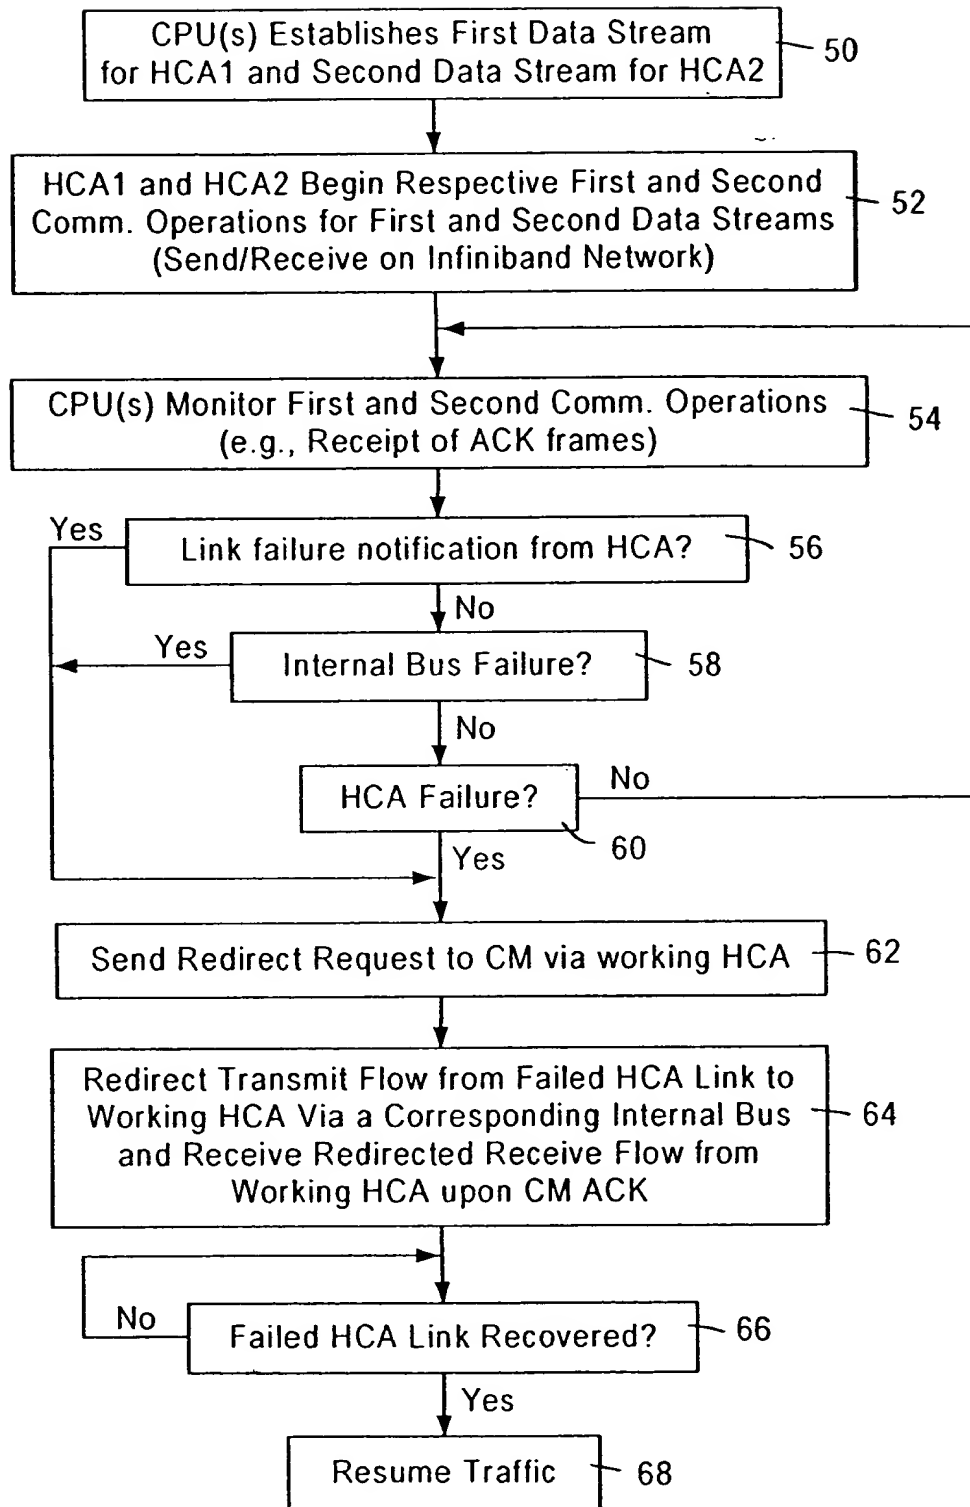 CPU(s) Establishes First Data Stream
for HCA1 and Second Data Stream for HCA2
50
HCA1 and HCA2 Begin Respective First and Second
Comm. Operations for First and Second Data Streams
(Send/Receive on Infiniband Network)
52
CPU(s) Monitor First and Second Comm. Operations
(e.g., Receipt of ACK frames)
54
Yes
Link failure notification from HCA?
56
No
Yes
Internal Bus Failure?
58
No
HCA Failure?
No
60
Yes
Send Redirect Request to CM via working HCA
62
Redirect Transmit Flow from Failed HCA Link to
Working HCA Via a Corresponding Internal Bus
and Receive Redirected Receive Flow from
Working HCA upon CM ACK
64
No
Failed HCA Link Recovered?
66
Yes
Resume Traffic
68